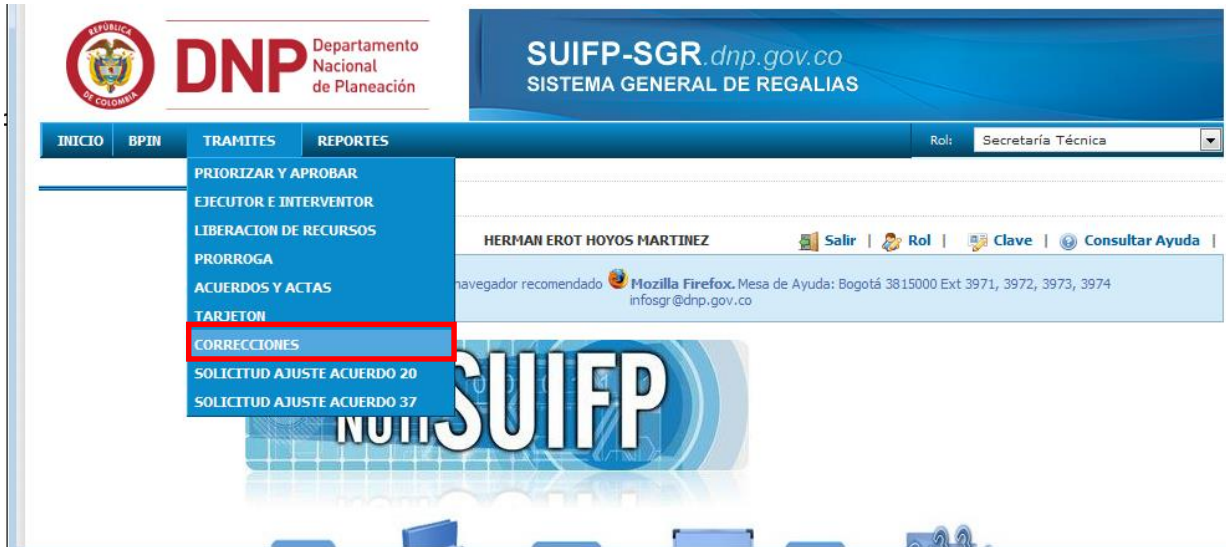 REPÚBLICA
DE COLOMBIA
DNP
Departamento
Nacional
de Planeación
SUIFP-SGR.dnp.gov.co
SISTEMA GENERAL DE REGALIAS
:
INICIO BPIN TRAMITES REPORTES Rol: Secretaría Técnica
PRIORIZAR Y APROBAR
EJECUTOR E INTERVENTOR
LIBERACION DE RECURSOS
HERMAN EROT HOYOS MARTINEZ Salir | Rol | Clave | Consultar Ayuda |
PRORROGA
navegador recomendado Mozilla Firefox. Mesa de Ayuda: Bogotá 3815000 Ext 3971, 3972, 3973, 3974
infosgr@dnp.gov.co
ACUERDOS Y ACTAS
TARJETON
CORRECCIONES
SOLICITUD AJUSTE ACUERDO 20
SOLICITUD AJUSTE ACUERDO 37
SUIFP